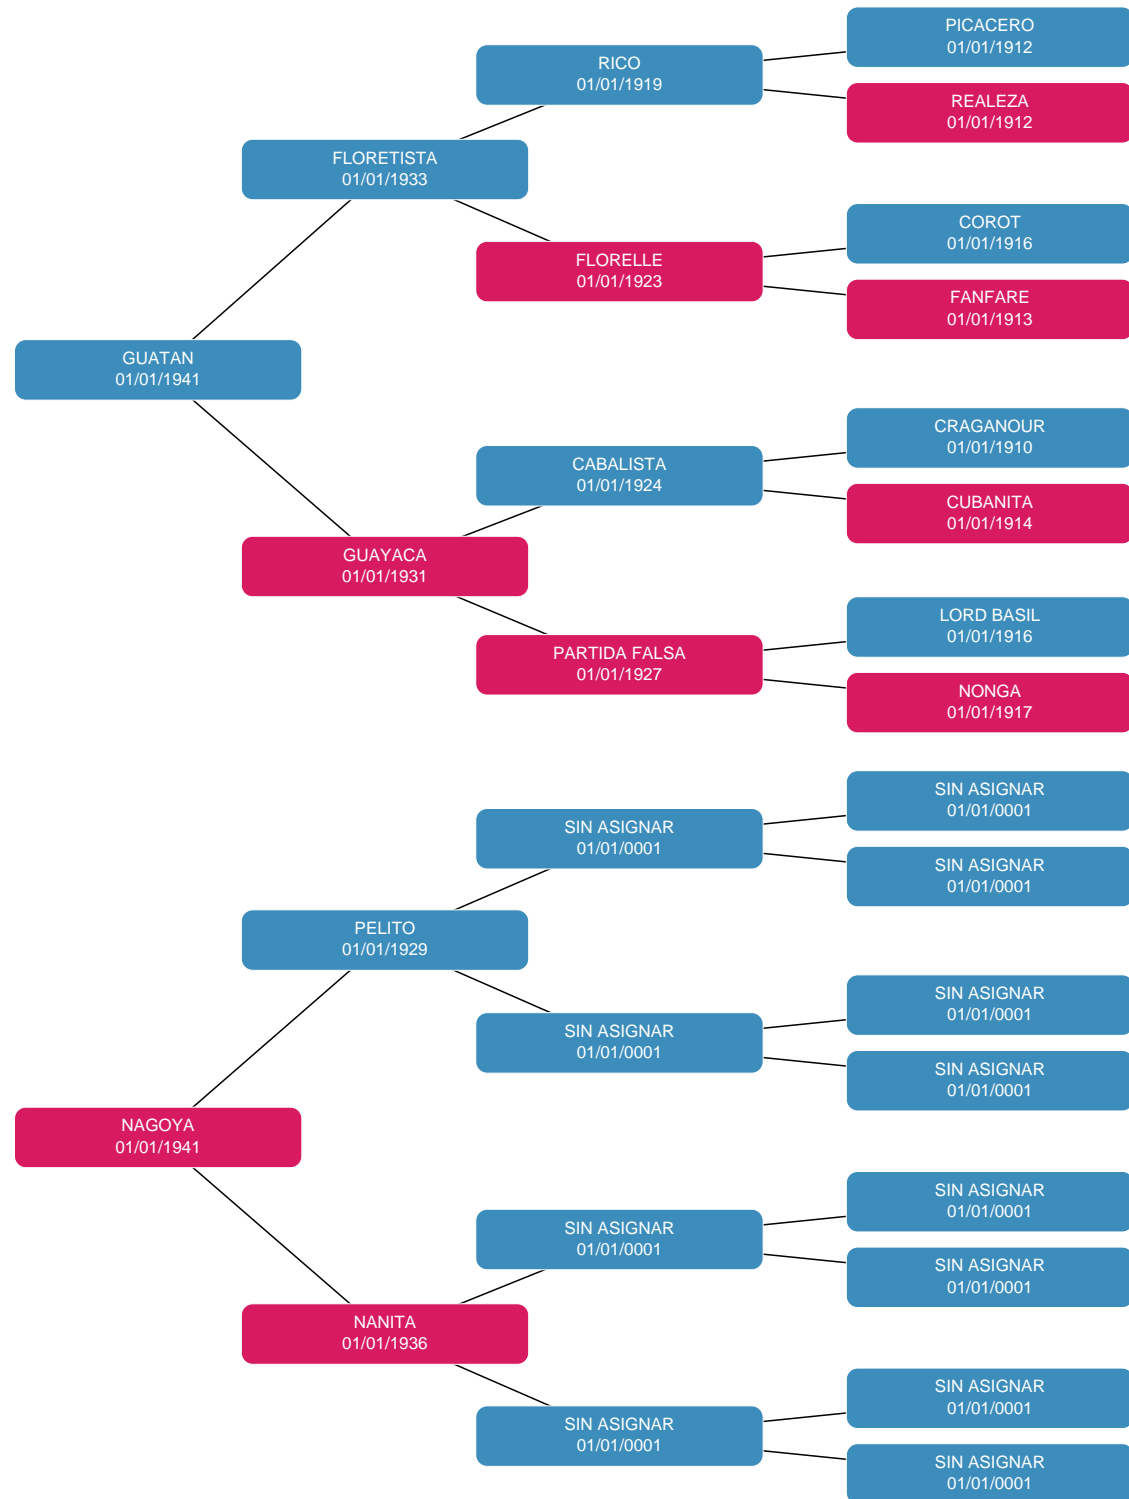 PICACERO
01/01/1912
RICO
01/01/1919
REALEZA
01/01/1912
FLORETISTA
01/01/1933
COROT
01/01/1916
FLORELLE
01/01/1923
FANFARE
01/01/1913
GUATAN
01/01/1941
CRAGANOUR
01/01/1910
CABALISTA
01/01/1924
CUBANITA
01/01/1914
GUAYACA
01/01/1931
LORD BASIL
01/01/1916
PARTIDA FALSA
01/01/1927
NONGA
01/01/1917
SIN ASIGNAR
01/01/0001
SIN ASIGNAR
01/01/0001
SIN ASIGNAR
01/01/0001
PELITO
01/01/1929
SIN ASIGNAR
01/01/0001
SIN ASIGNAR
01/01/0001
SIN ASIGNAR
01/01/0001
NAGOYA
01/01/1941
SIN ASIGNAR
01/01/0001
SIN ASIGNAR
01/01/0001
SIN ASIGNAR
01/01/0001
NANITA
01/01/1936
SIN ASIGNAR
01/01/0001
SIN ASIGNAR
01/01/0001
SIN ASIGNAR
01/01/0001